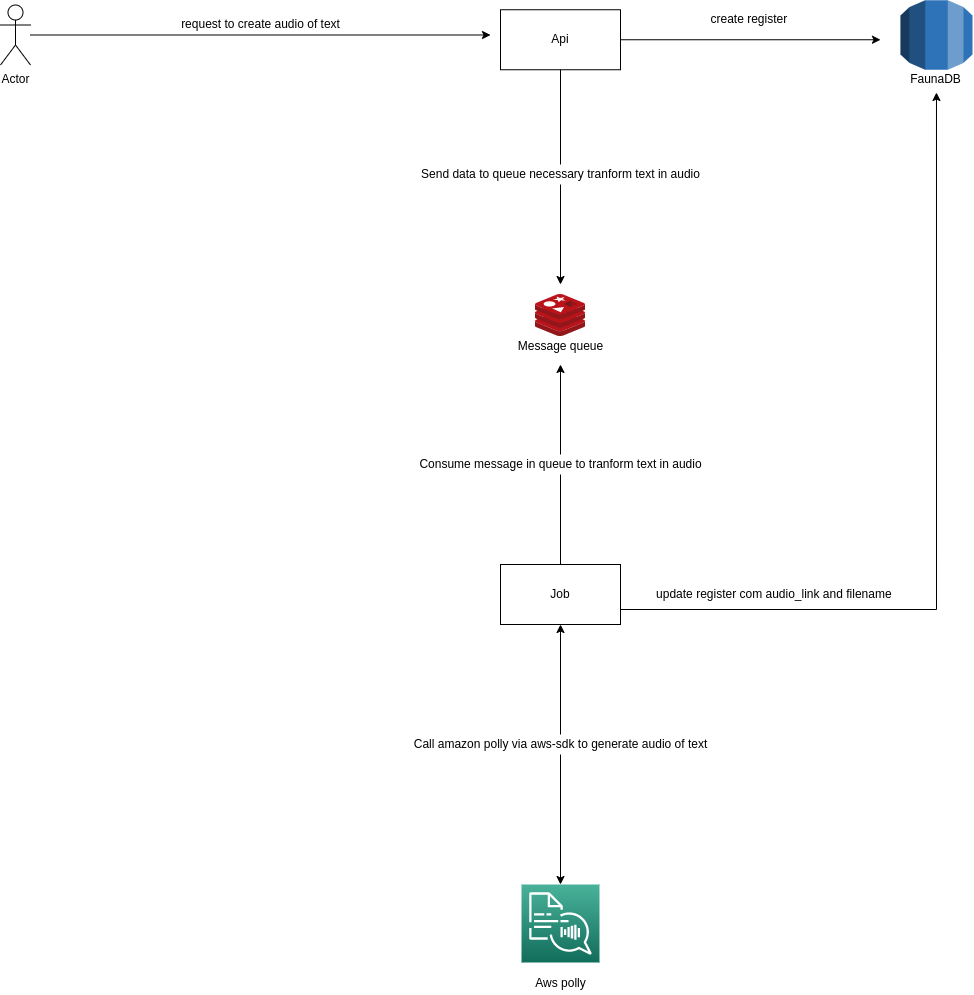 request to create audio of text
create register
Api
Actor
FaunaDB
Send data to queue necessary tranform text in audio
Message queue
Consume message in queue to tranform text in audio
Job
update register com audio_link and filename
Call amazon polly via aws-sdk to generate audio of text
Aws polly